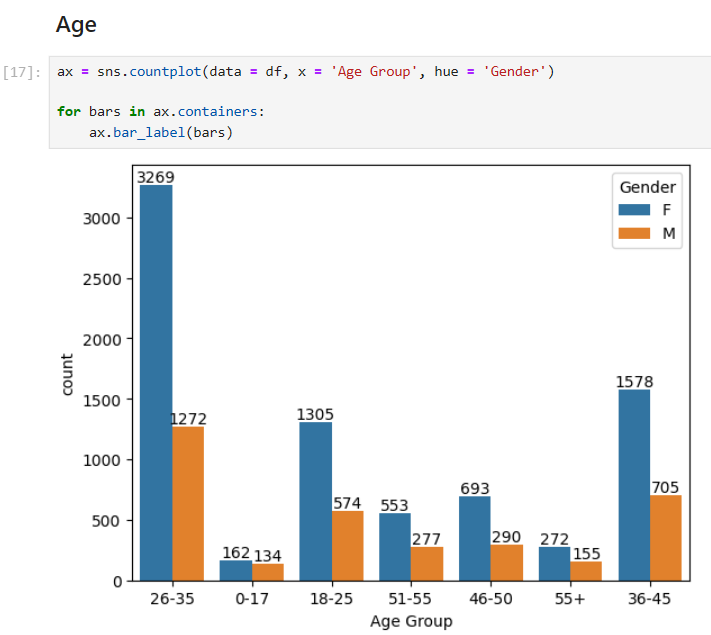 Age
[17]: ax = sns.countplot(data = df, x = 'Age Group', hue = 'Gender')
for bars in ax.containers:
    ax.bar_label(bars)
3269
Gender
F
M
3000
2500
2000
1578
1500
1305
1272
count
1000
705
693
574
553
500
290
277
272
162
134
155
0
26-35 0-17 18-25 51-55 46-50 55+ 36-45
Age Group